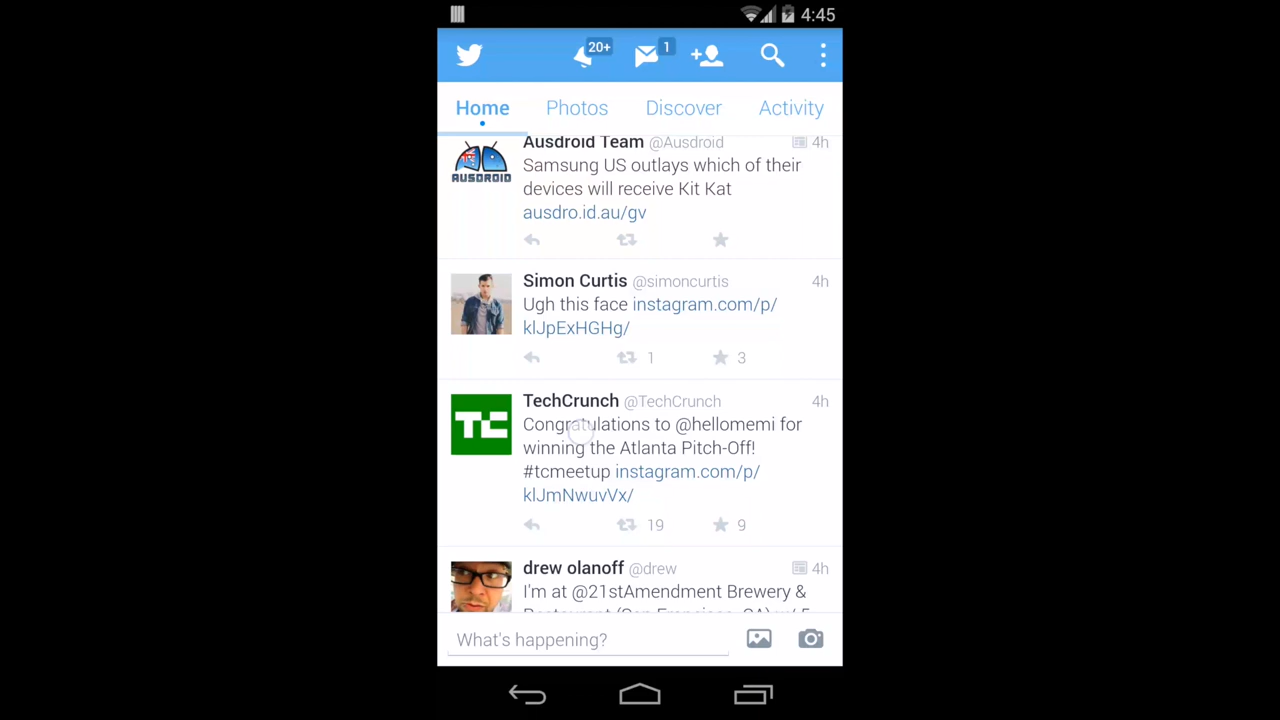 4:45
20+
1
Home Photos Discover Activity
Ausdroid Team @Ausdroid 4h
AUSDROID
Samsung US outlays which of their
devices will receive Kit Kat
ausdro.id.au/gv
Simon Curtis @simoncurtis 4h
Ugh this face instagram.com/p/
klJpExHGHg/
1 3
TechCrunch @TechCrunch 4h
TC
Congratulations to @hellomemi for
winning the Atlanta Pitch-Off!
#tcmeetup instagram.com/p/
klJmNwuvVx/
19 9
drew olanoff @drew 4h
I'm at @21stAmendment Brewery &
What's happening?